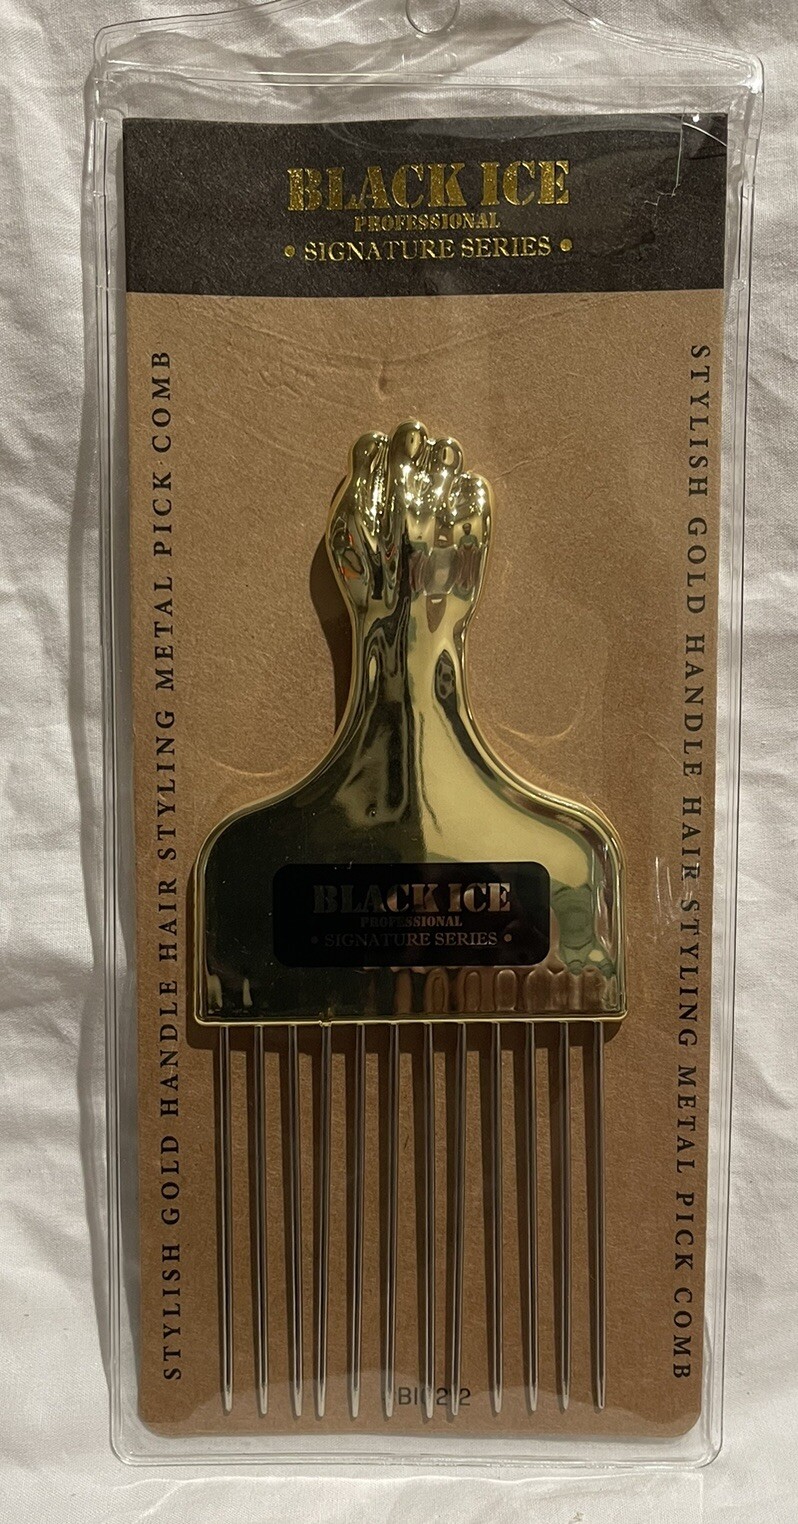 BLACK ICE
PROFESSIONAL
• SIGNATURE SERIES •
STYLISH GOLD HANDLE HAIR STYLING METAL PICK COMB
STYLISH GOLD HANDLE HAIR STYLING METAL PICK COMB
BLACK ICE
PROFESSIONAL
• SIGNATURE SERIES •